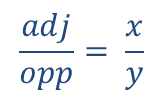 adj/opp = x/y